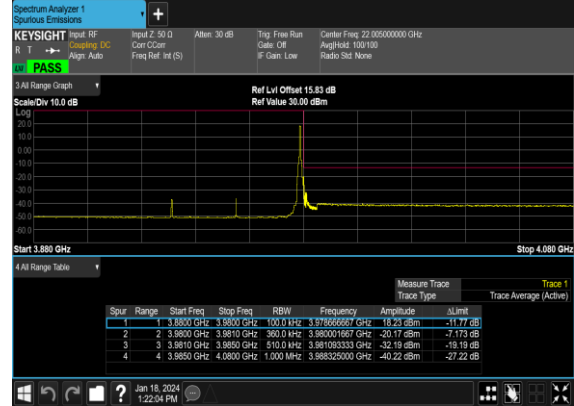 Spectrum Analyzer 1
Spurious Emissions
KEYSIGHT Input: RF Input Z: 50 Ω Atten: 30 dB Trig: Free Run Center Freq: 22.005000000 GHz
R T Coupling: DC Corr CCorr Gate: Off Avg|Hold: 100/100
Align: Auto Freq Ref: Int (S) IF Gain: Low Radio Std: None
PASS
3 All Range Graph
Ref Lvl Offset 15.83 dB
Scale/Div 10.0 dB Ref Value 30.00 dBm
Log
20.0
10.0
0.00
-10.0
-20.0
-30.0
-40.0
-50.0
-60.0
Start 3.880 GHz Stop 4.080 GHz
4 All Range Table
Measure Trace Trace 1
Trace Type Trace Average (Active)
Spur Range Start Freq Stop Freq RBW Frequency Amplitude ΔLimit
1 1 3.8800 GHz 3.9800 GHz 100.0 kHz 3.978666667 GHz 18.23 dBm -11.77 dB
2 2 3.9800 GHz 3.9810 GHz 360.0 kHz 3.980001667 GHz -20.17 dBm -7.173 dB
3 3 3.9810 GHz 3.9850 GHz 510.0 kHz 3.981093333 GHz -32.19 dBm -19.19 dB
4 4 3.9850 GHz 4.0800 GHz 1.000 MHz 3.988325000 GHz -40.22 dBm -27.22 dB
Jan 18, 2024
1:22:04 PM